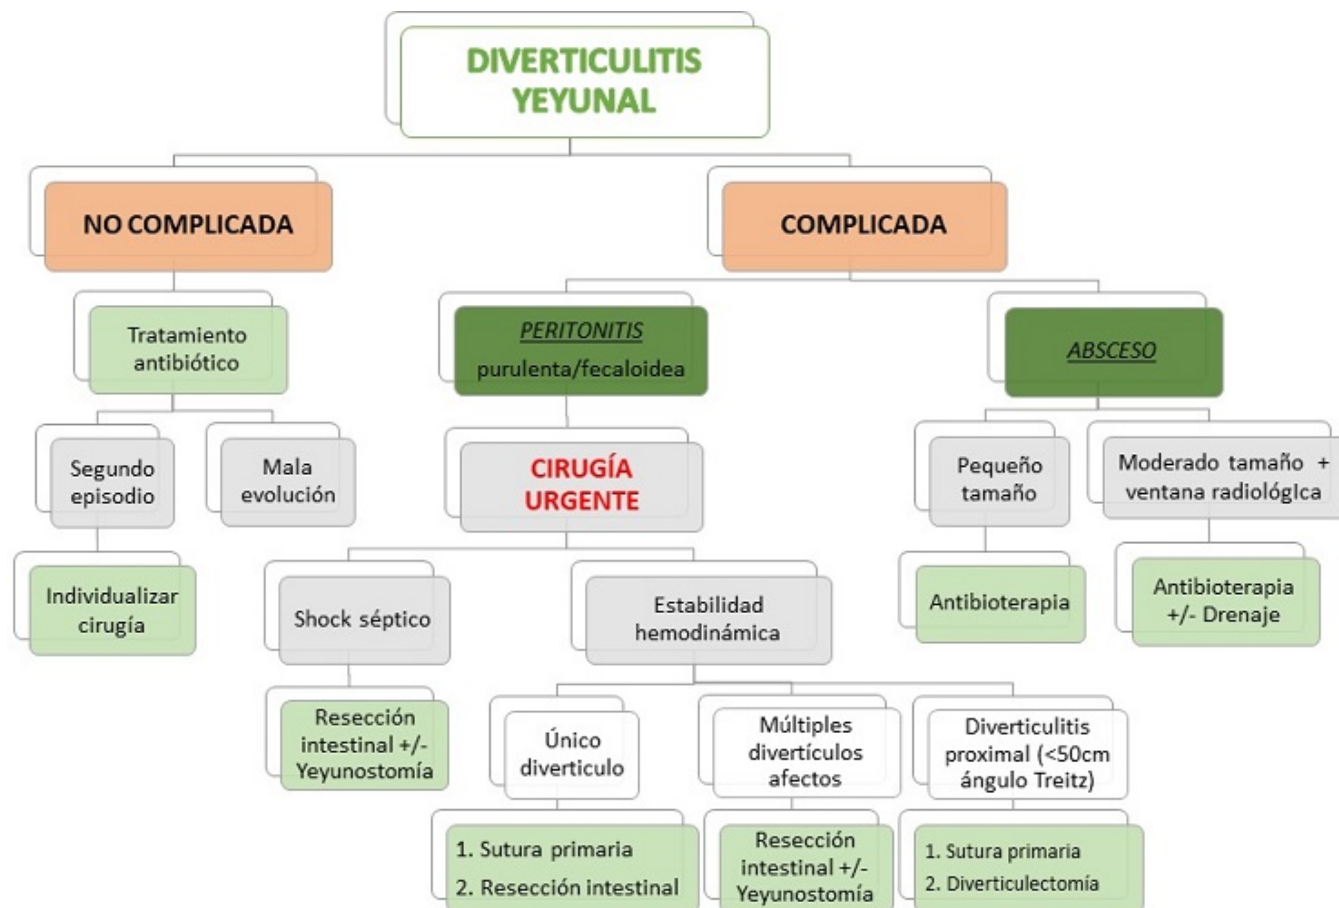 DIVERTICULITIS
YEYUNAL
NO COMPLICADA
COMPLICADA
Tratamiento
antibiótico
PERITONITIS
purulenta/fecaloidea
ABSCESO
Segundo
episodio
Mala
evolución
CIRUGÍA
URGENTE
Pequeño
tamaño
Moderado tamaño +
ventana radiológIca
Individualizar
cirugía
Shock séptico
Estabilidad
hemodinámica
Antibioterapia
Antibioterapia
+/- Drenaje
Resección
intestinal +/-
Yeyunostomía
Único
diverticulo
Múltiples
divertículos
afectos
Diverticulitis
proximal (<50cm
ángulo Treitz)
1. Sutura primaria
2. Resección intestinal
Resección
intestinal +/-
Yeyunostomía
1. Sutura primaria
2. Diverticulectomía